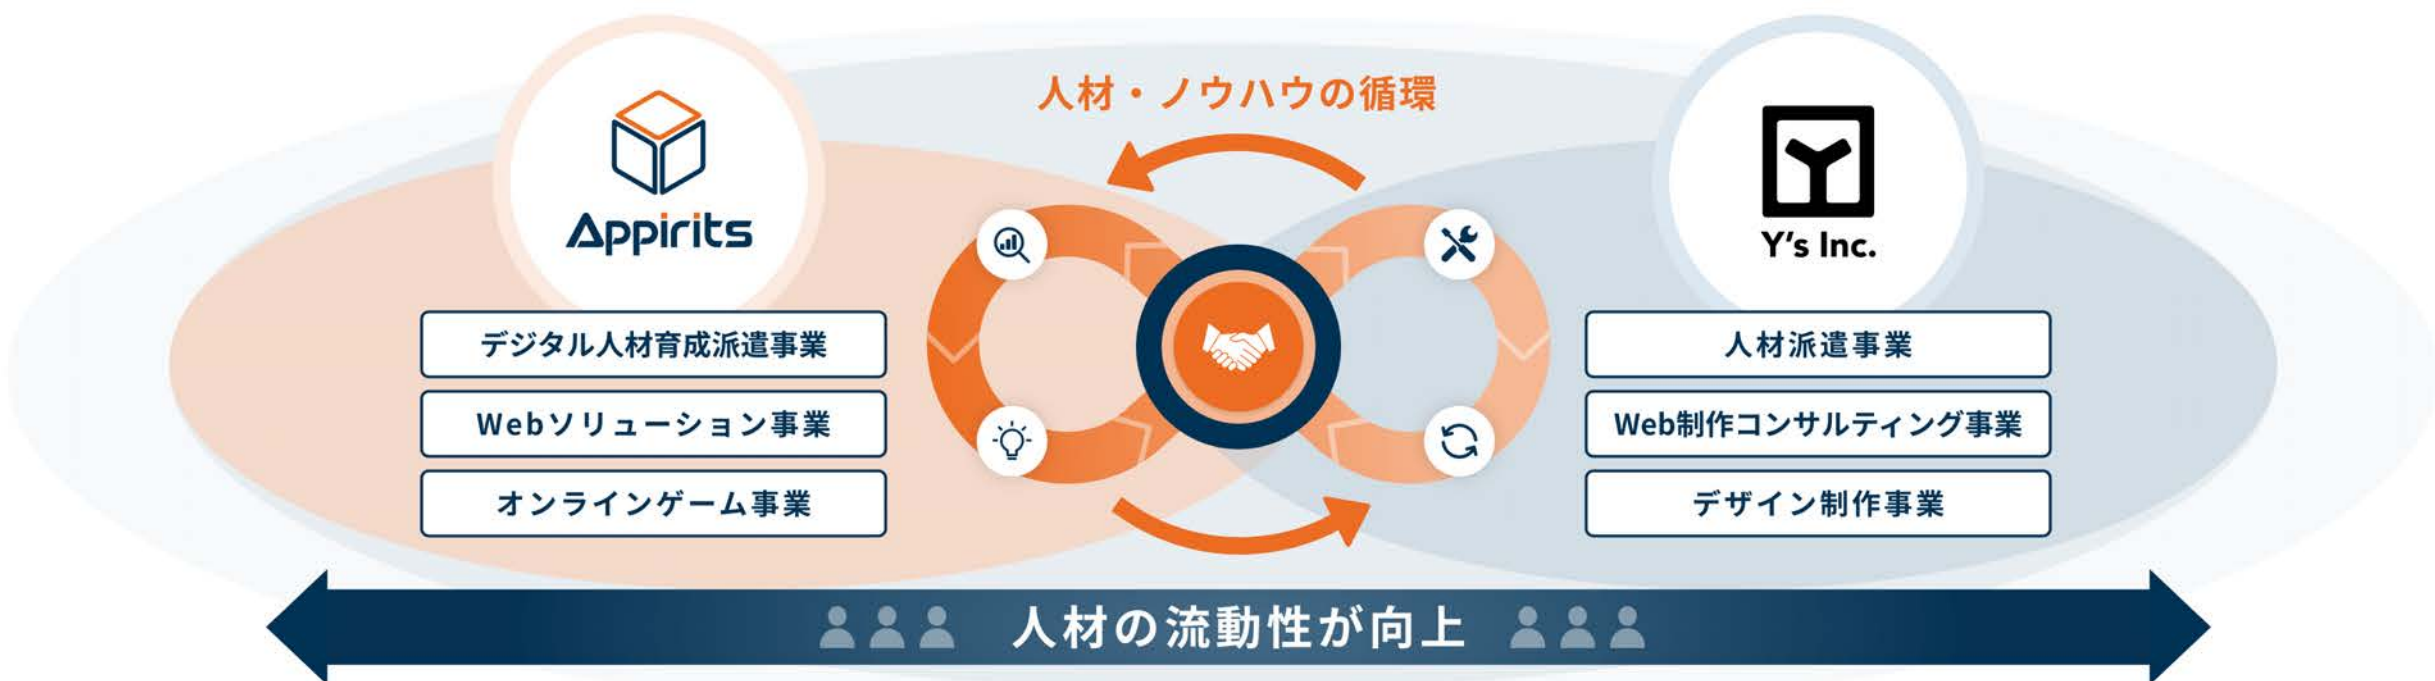 人材・ノウハウの循環
Appirits
デジタル人材育成派遣事業
Webソリューション事業
オンラインゲーム事業
Y's Inc.
人材派遣事業
Web制作コンサルティング事業
デザイン制作事業
人材の流動性が向上